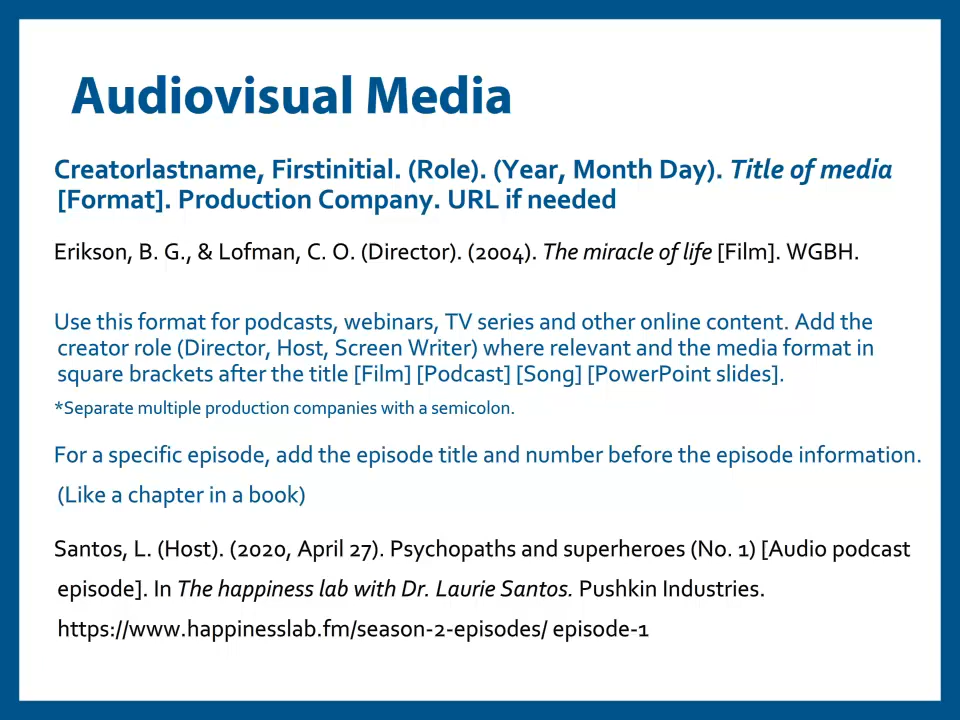 Audiovisual Media
Creatorlastname, Firstinitial. (Role). (Year, Month Day). Title of media
[Format]. Production Company. URL if needed
Erikson, B. G., & Lofman, C. O. (Director). (2004). The miracle of life [Film]. WGBH.
Use this format for podcasts, webinars, TV series and other online content. Add the
creator role (Director, Host, Screen Writer) where relevant and the media format in
square brackets after the title [Film] [Podcast] [Song] [PowerPoint slides].
*Separate multiple production companies with a semicolon.
For a specific episode, add the episode title and number before the episode information.
(Like a chapter in a book)
Santos, L. (Host). (2020, April 27). Psychopaths and superheroes (No. 1) [Audio podcast
episode]. In The happiness lab with Dr. Laurie Santos. Pushkin Industries.
https://www.happinesslab.fm/season-2-episodes/ episode-1